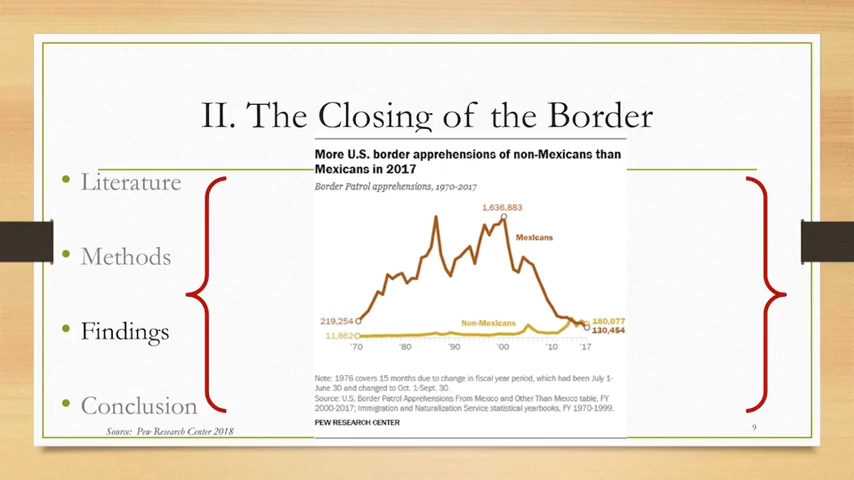 II. The Closing of the Border
• Literature
• Methods
• Findings
• Conclusion
More U.S. border apprehensions of non-Mexicans than
Mexicans in 2017
Border Patrol apprehensions, 1970-2017
1,636,883
Mexicans
Non-Mexicans
219,254
11,862
180,077
130,454
'70 '80 '90 '00 '10 '17
Note: 1976 covers 15 months due to change in fiscal year period, which had been July 1-
June 30 and changed to Oct. 1-Sept. 30.
Source: U.S. Border Patrol Apprehensions From Mexico and Other Than Mexico table, FY
2000-2017; Immigration and Naturalization Service statistical yearbooks, FY 1970-1999.
PEW RESEARCH CENTER
Source: Pew Research Center 2018
9